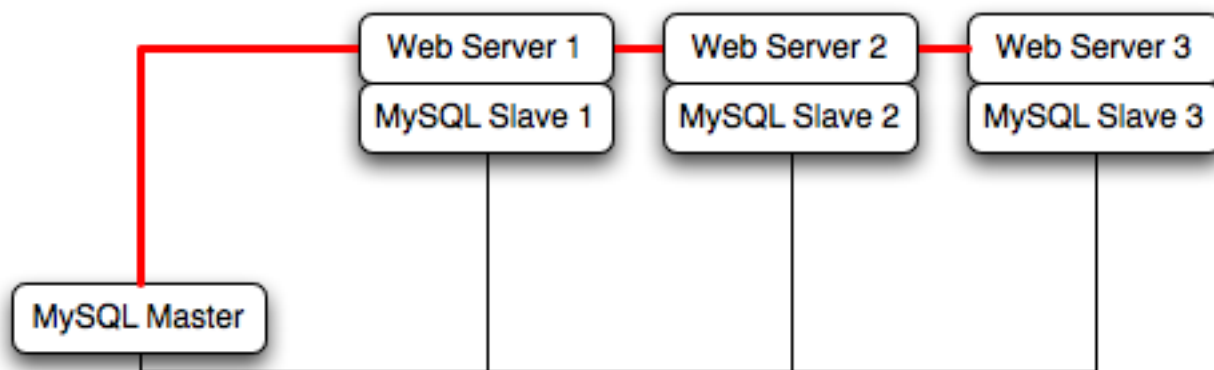 Web Server 1
Web Server 2
Web Server 3
MySQL Slave 1
MySQL Slave 2
MySQL Slave 3
MySQL Master